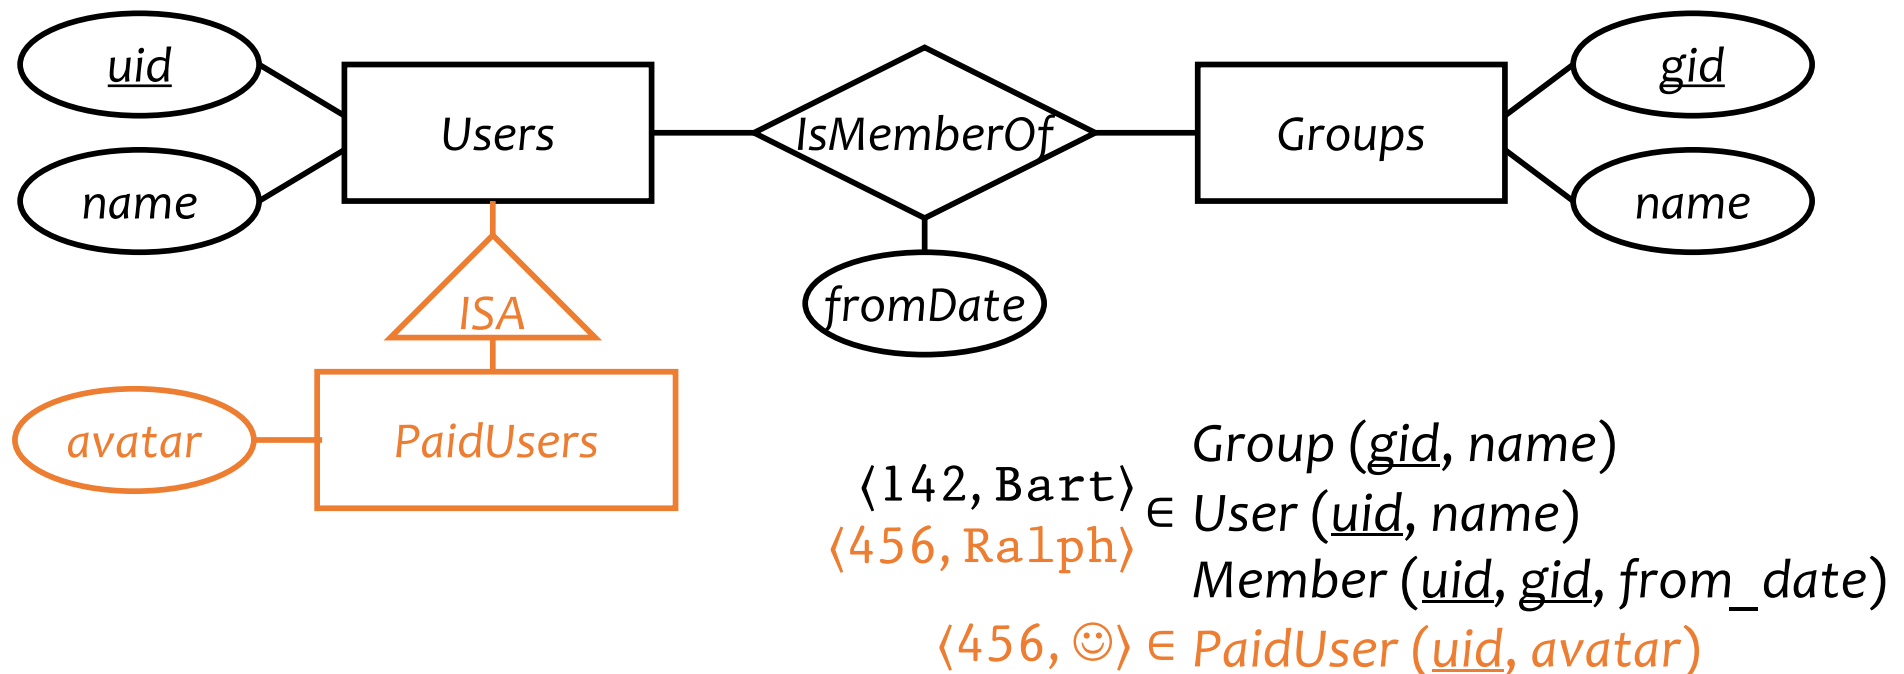 uid
name
Users
IsMemberOf
fromDate
Groups
gid
name
ISA
avatar
PaidUsers
Group (gid, name)
⟨142, Bart⟩
⟨456, Ralph⟩
∈ User (uid, name)
Member (uid, gid, from_date)
⟨456, ☺⟩ ∈ PaidUser (uid, avatar)